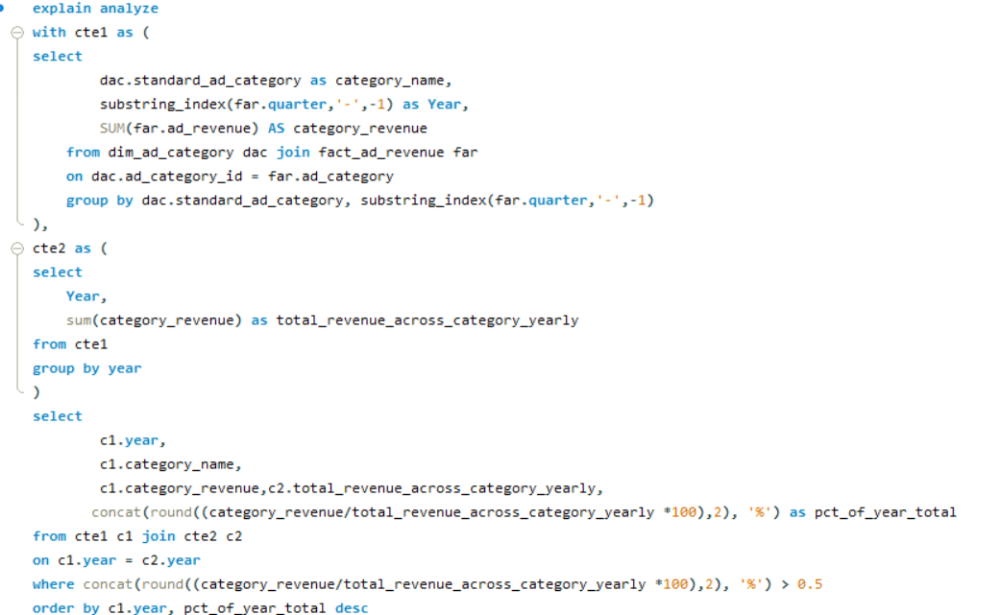 explain analyze
with cte1 as (
select
dac.standard_ad_category as category_name,
substring_index(far.quarter,'-',-1) as Year,
SUM(far.ad_revenue) AS category_revenue
from dim_ad_category dac join fact_ad_revenue far
on dac.ad_category_id = far.ad_category
group by dac.standard_ad_category, substring_index(far.quarter,'-',-1)
),
cte2 as (
select
Year,
sum(category_revenue) as total_revenue_across_category_yearly
from cte1
group by year
)
select
c1.year,
c1.category_name,
c1.category_revenue,c2.total_revenue_across_category_yearly,
concat(round((category_revenue/total_revenue_across_category_yearly *100),2), '%') as pct_of_year_total
from cte1 c1 join cte2 c2
on c1.year = c2.year
where concat(round((category_revenue/total_revenue_across_category_yearly *100),2), '%') > 0.5
order by c1.year, pct_of_year_total desc